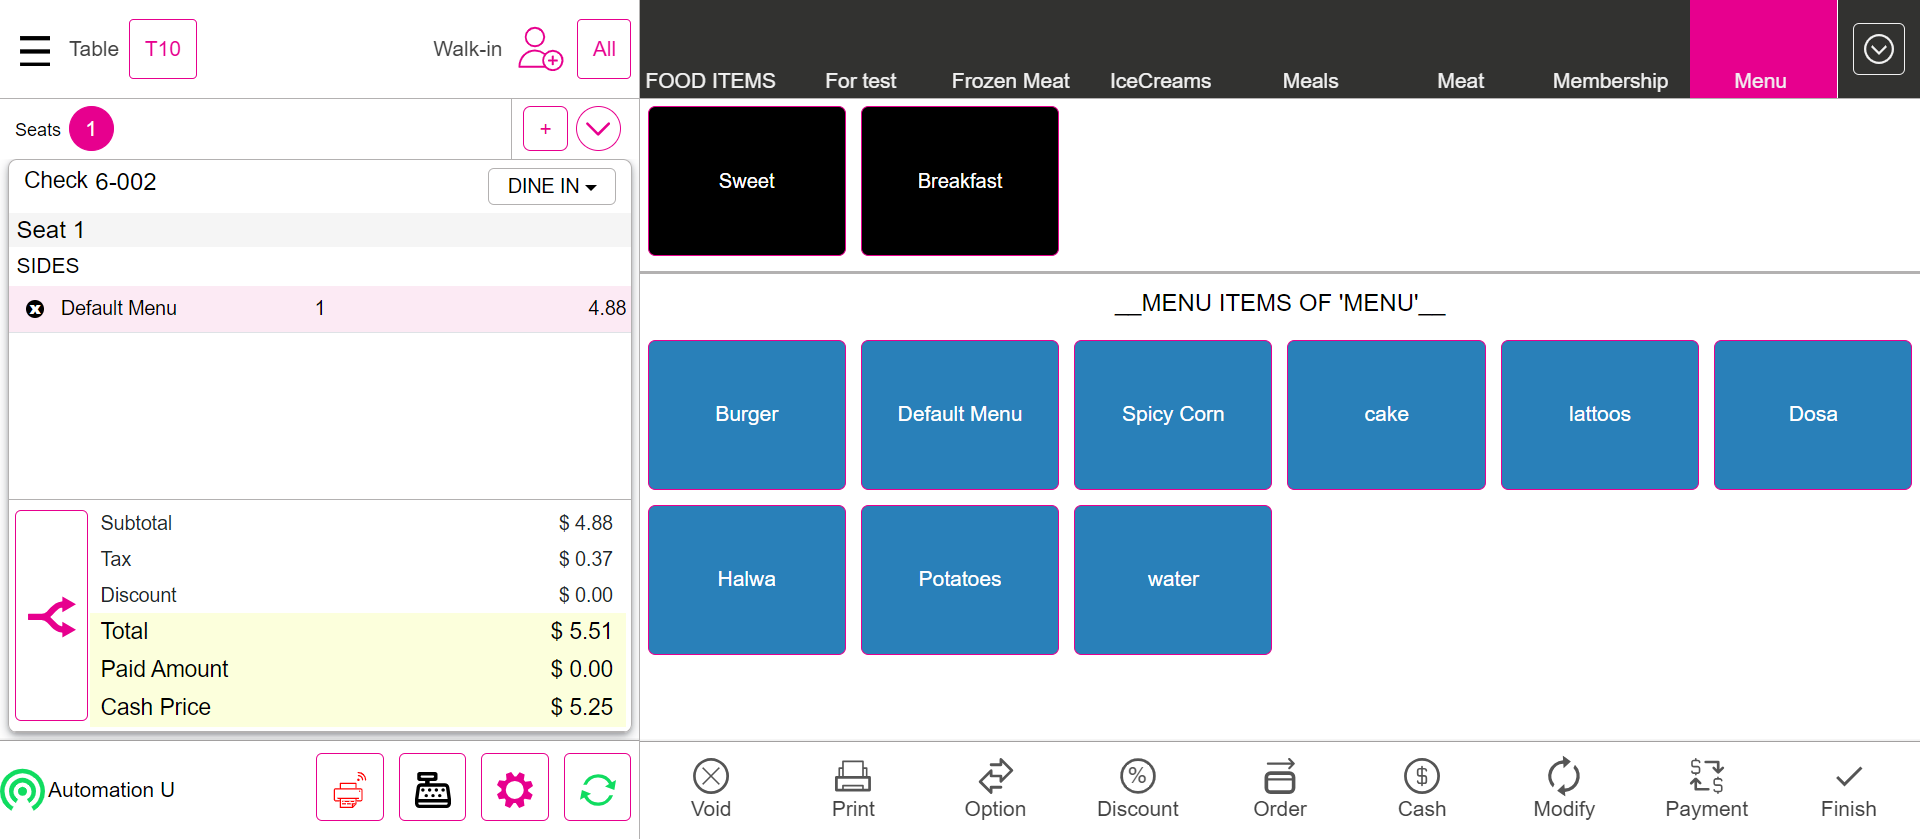 Table T10 Walk-in All
Seats 1 +
Check 6-002 DINE IN
Seat 1
SIDES
Default Menu 1 4.88
Subtotal $ 4.88
Tax $ 0.37
Discount $ 0.00
Total $ 5.51
Paid Amount $ 0.00
Cash Price $ 5.25
Automation U
FOOD ITEMS For test Frozen Meat IceCreams Meals Meat Membership Menu
Sweet Breakfast
__MENU ITEMS OF 'MENU'__
Burger Default Menu Spicy Corn cake lattoos Dosa
Halwa Potatoes water
Void Print Option Discount Order Cash Modify Payment Finish